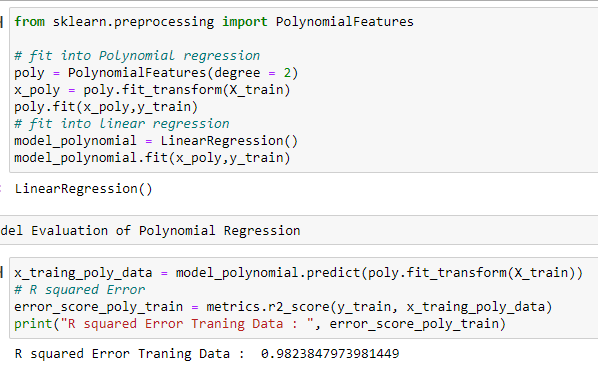 from sklearn.preprocessing import PolynomialFeatures
# fit into Polynomial regression
poly = PolynomialFeatures(degree = 2)
x_poly = poly.fit_transform(X_train)
poly.fit(x_poly,y_train)
# fit into linear regression
model_polynomial = LinearRegression()
model_polynomial.fit(x_poly,y_train)
LinearRegression()
del Evaluation of Polynomial Regression
x_traing_poly_data = model_polynomial.predict(poly.fit_transform(X_train))
# R squared Error
error_score_poly_train = metrics.r2_score(y_train, x_traing_poly_data)
print("R squared Error Traning Data : ", error_score_poly_train)
R squared Error Traning Data :  0.9823847973981449